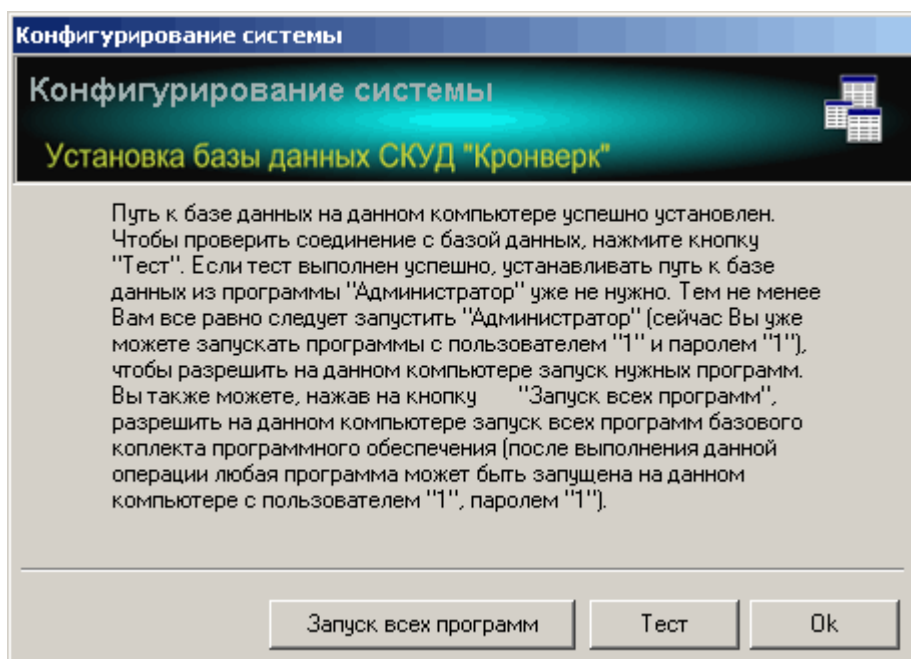 Конфигурирование системы
Конфигурирование системы
Установка базы данных СКУД "Кронверк"
Путь к базе данных на данном компьютере успешно установлен.
Чтобы проверить соединение с базой данных, нажмите кнопку
"Тест". Если тест выполнен успешно, устанавливать путь к базе
данных из программы "Администратор" уже не нужно. Тем не менее
Вам все равно следует запустить "Администратор" (сейчас Вы уже
можете запускать программы с пользователем "1" и паролем "1"),
чтобы разрешить на данном компьютере запуск нужных программ.
Вы также можете, нажав на кнопку "Запуск всех программ",
разрешить на данном компьютере запуск всех программ базового
коплекта программного обеспечения (после выполнения данной
операции любая программа может быть запущена на данном
компьютере с пользователем "1", паролем "1").
Запуск всех программ
Тест
Ok